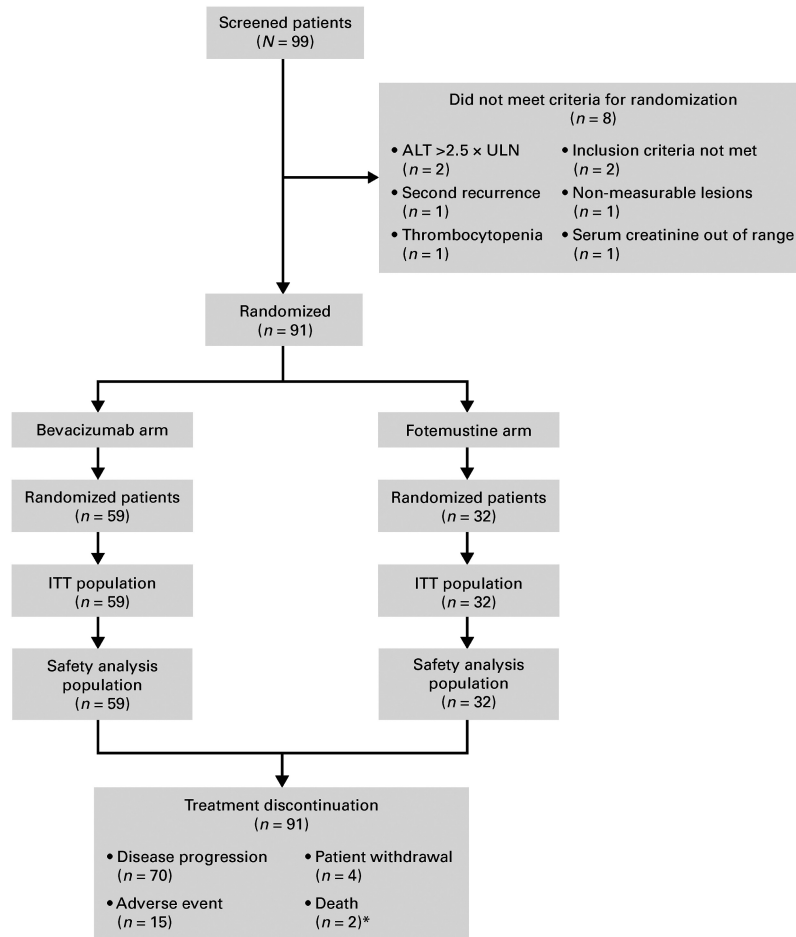 Screened patients
(N = 99)
Did not meet criteria for randomization
(n = 8)
• ALT >2.5 × ULN
(n = 2)
• Second recurrence
(n = 1)
• Thrombocytopenia
(n = 1)
• Inclusion criteria not met
(n = 2)
• Non-measurable lesions
(n = 1)
• Serum creatinine out of range
(n = 1)
Randomized
(n = 91)
Bevacizumab arm
Randomized patients
(n = 59)
ITT population
(n = 59)
Safety analysis
population
(n = 59)
Fotemustine arm
Randomized patients
(n = 32)
ITT population
(n = 32)
Safety analysis
population
(n = 32)
Treatment discontinuation
(n = 91)
• Disease progression
(n = 70)
• Adverse event
(n = 15)
• Patient withdrawal
(n = 4)
• Death
(n = 2)*